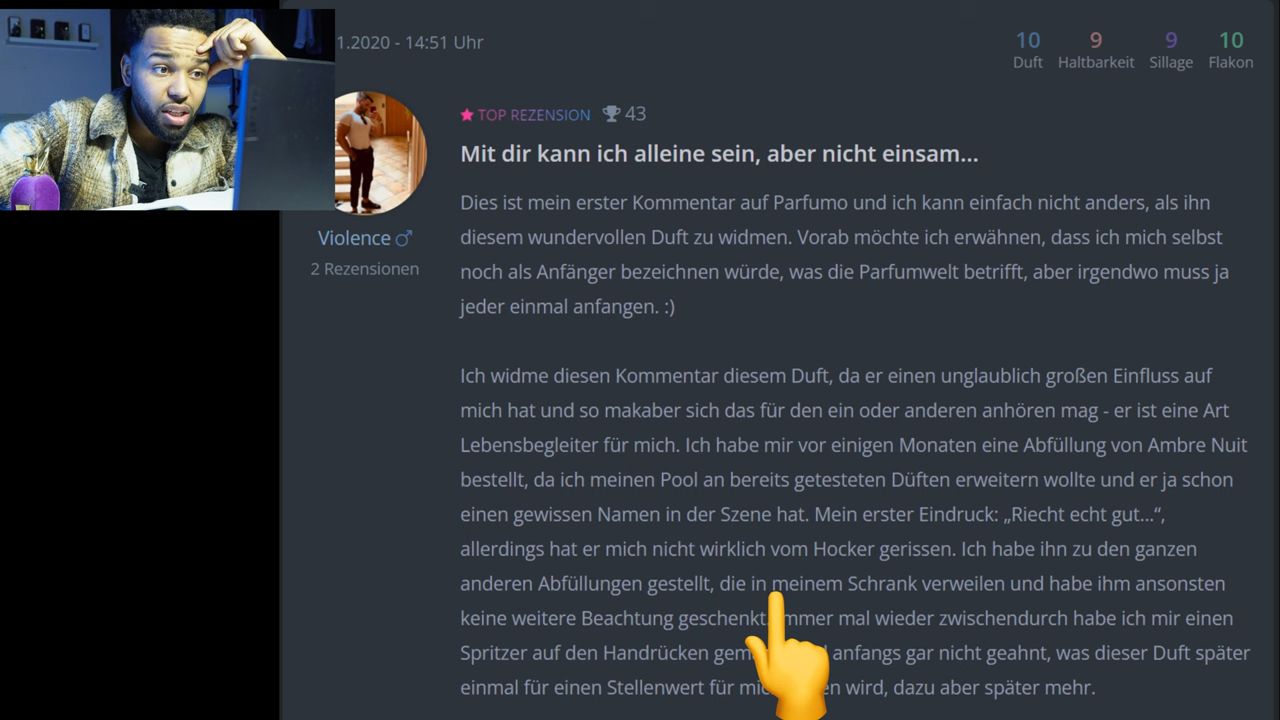 1.2020 - 14:51 Uhr
10 9 9 10
Duft Haltbarkeit Sillage Flakon
TOP REZENSION 43
Mit dir kann ich alleine sein, aber nicht einsam...
Violence
2 Rezensionen
Dies ist mein erster Kommentar auf Parfumo und ich kann einfach nicht anders, als ihn
diesem wundervollen Duft zu widmen. Vorab möchte ich erwähnen, dass ich mich selbst
noch als Anfänger bezeichnen würde, was die Parfumwelt betrifft, aber irgendwo muss ja
jeder einmal anfangen. :)
Ich widme diesen Kommentar diesem Duft, da er einen unglaublich großen Einfluss auf
mich hat und so makaber sich das für den ein oder anderen anhören mag - er ist eine Art
Lebensbegleiter für mich. Ich habe mir vor einigen Monaten eine Abfüllung von Ambre Nuit
bestellt, da ich meinen Pool an bereits getesteten Düften erweitern wollte und er ja schon
einen gewissen Namen in der Szene hat. Mein erster Eindruck: „Riecht echt gut...“,
allerdings hat er mich nicht wirklich vom Hocker gerissen. Ich habe ihn zu den ganzen
anderen Abfüllungen gestellt, die in meinem Schrank verweilen und habe ihm ansonsten
keine weitere Beachtung geschenkt. Immer mal wieder zwischendurch habe ich mir einen
Spritzer auf den Handrücken anfangs gar nicht geahnt, was dieser Duft später
einmal für einen Stellenwert für wird, dazu aber später mehr.